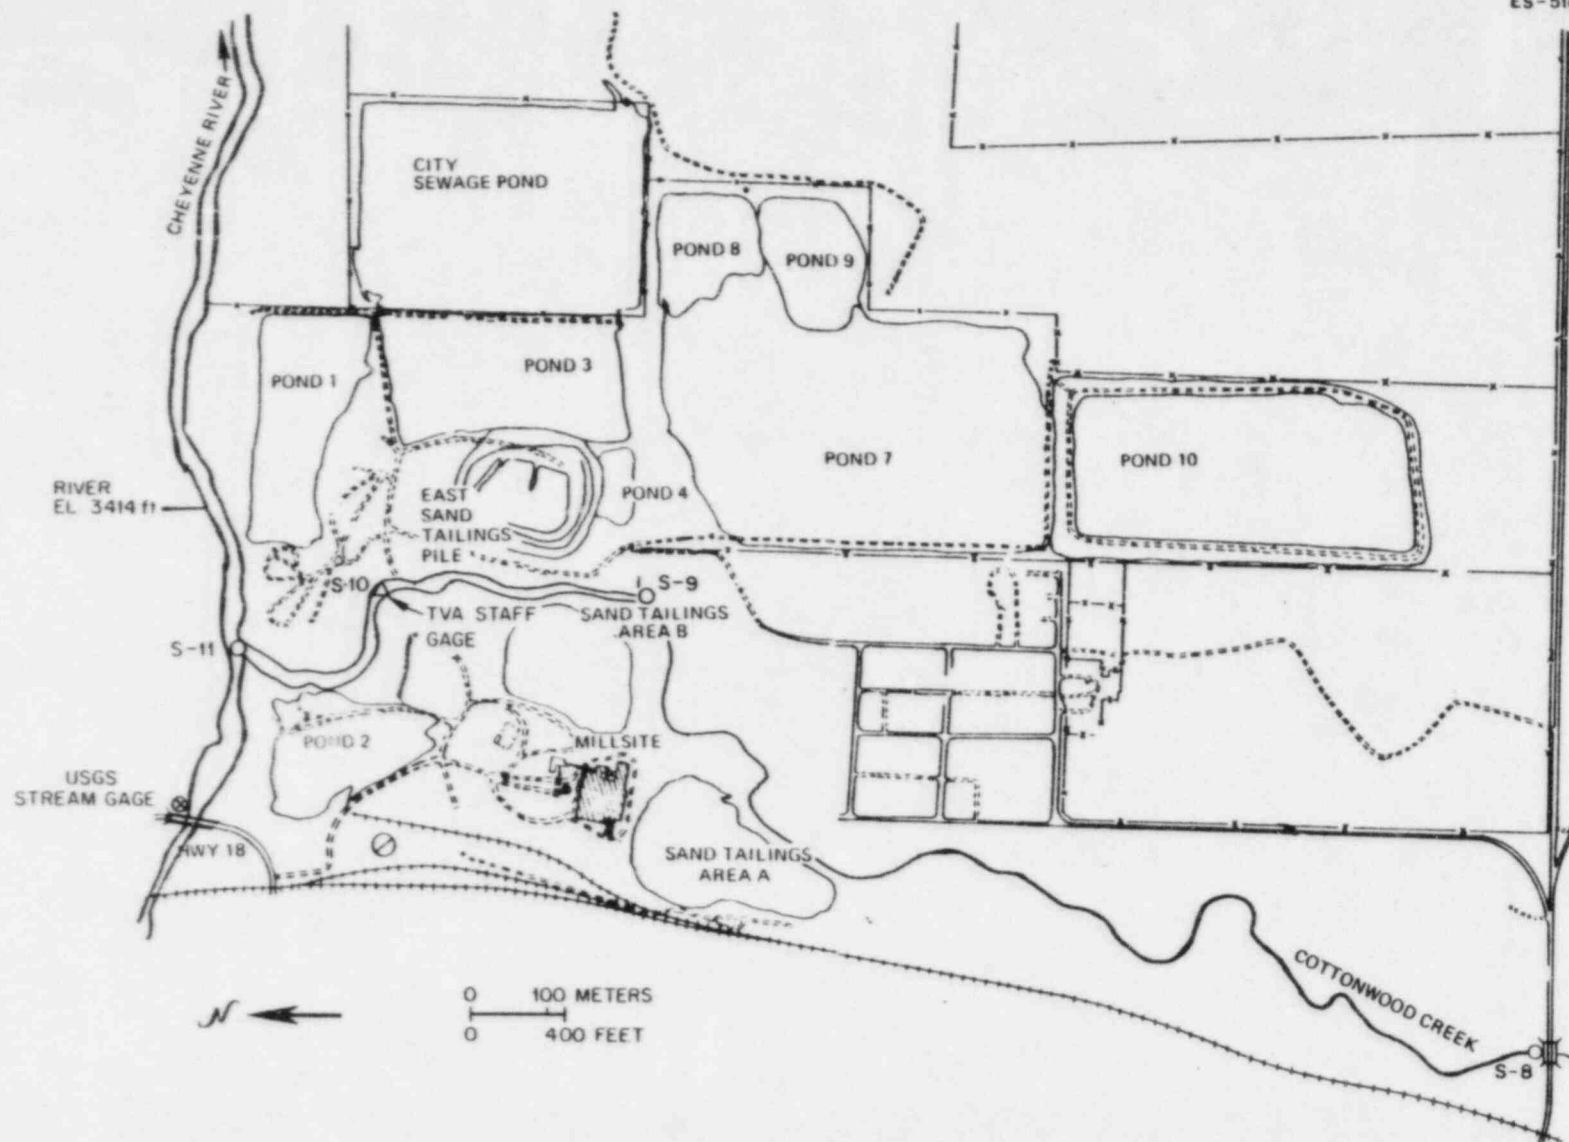 CHEYENNE RIVER
CITY
SEWAGE POND
POND 8
POND 9
POND 1
POND 3
POND 7
POND 10
RIVER
EL 3414 ft
EAST
SAND
TAILINGS
PILE
POND 4
S-10
S-9
TVA STAFF
GAGE
SAND TAILINGS
AREA B
S-11
POND 2
MILLSITE
USGS
STREAM GAGE
HWY 18
SAND TAILINGS
AREA A
COTTONWOOD CREEK
S-8
N
0 100 METERS
0 400 FEET